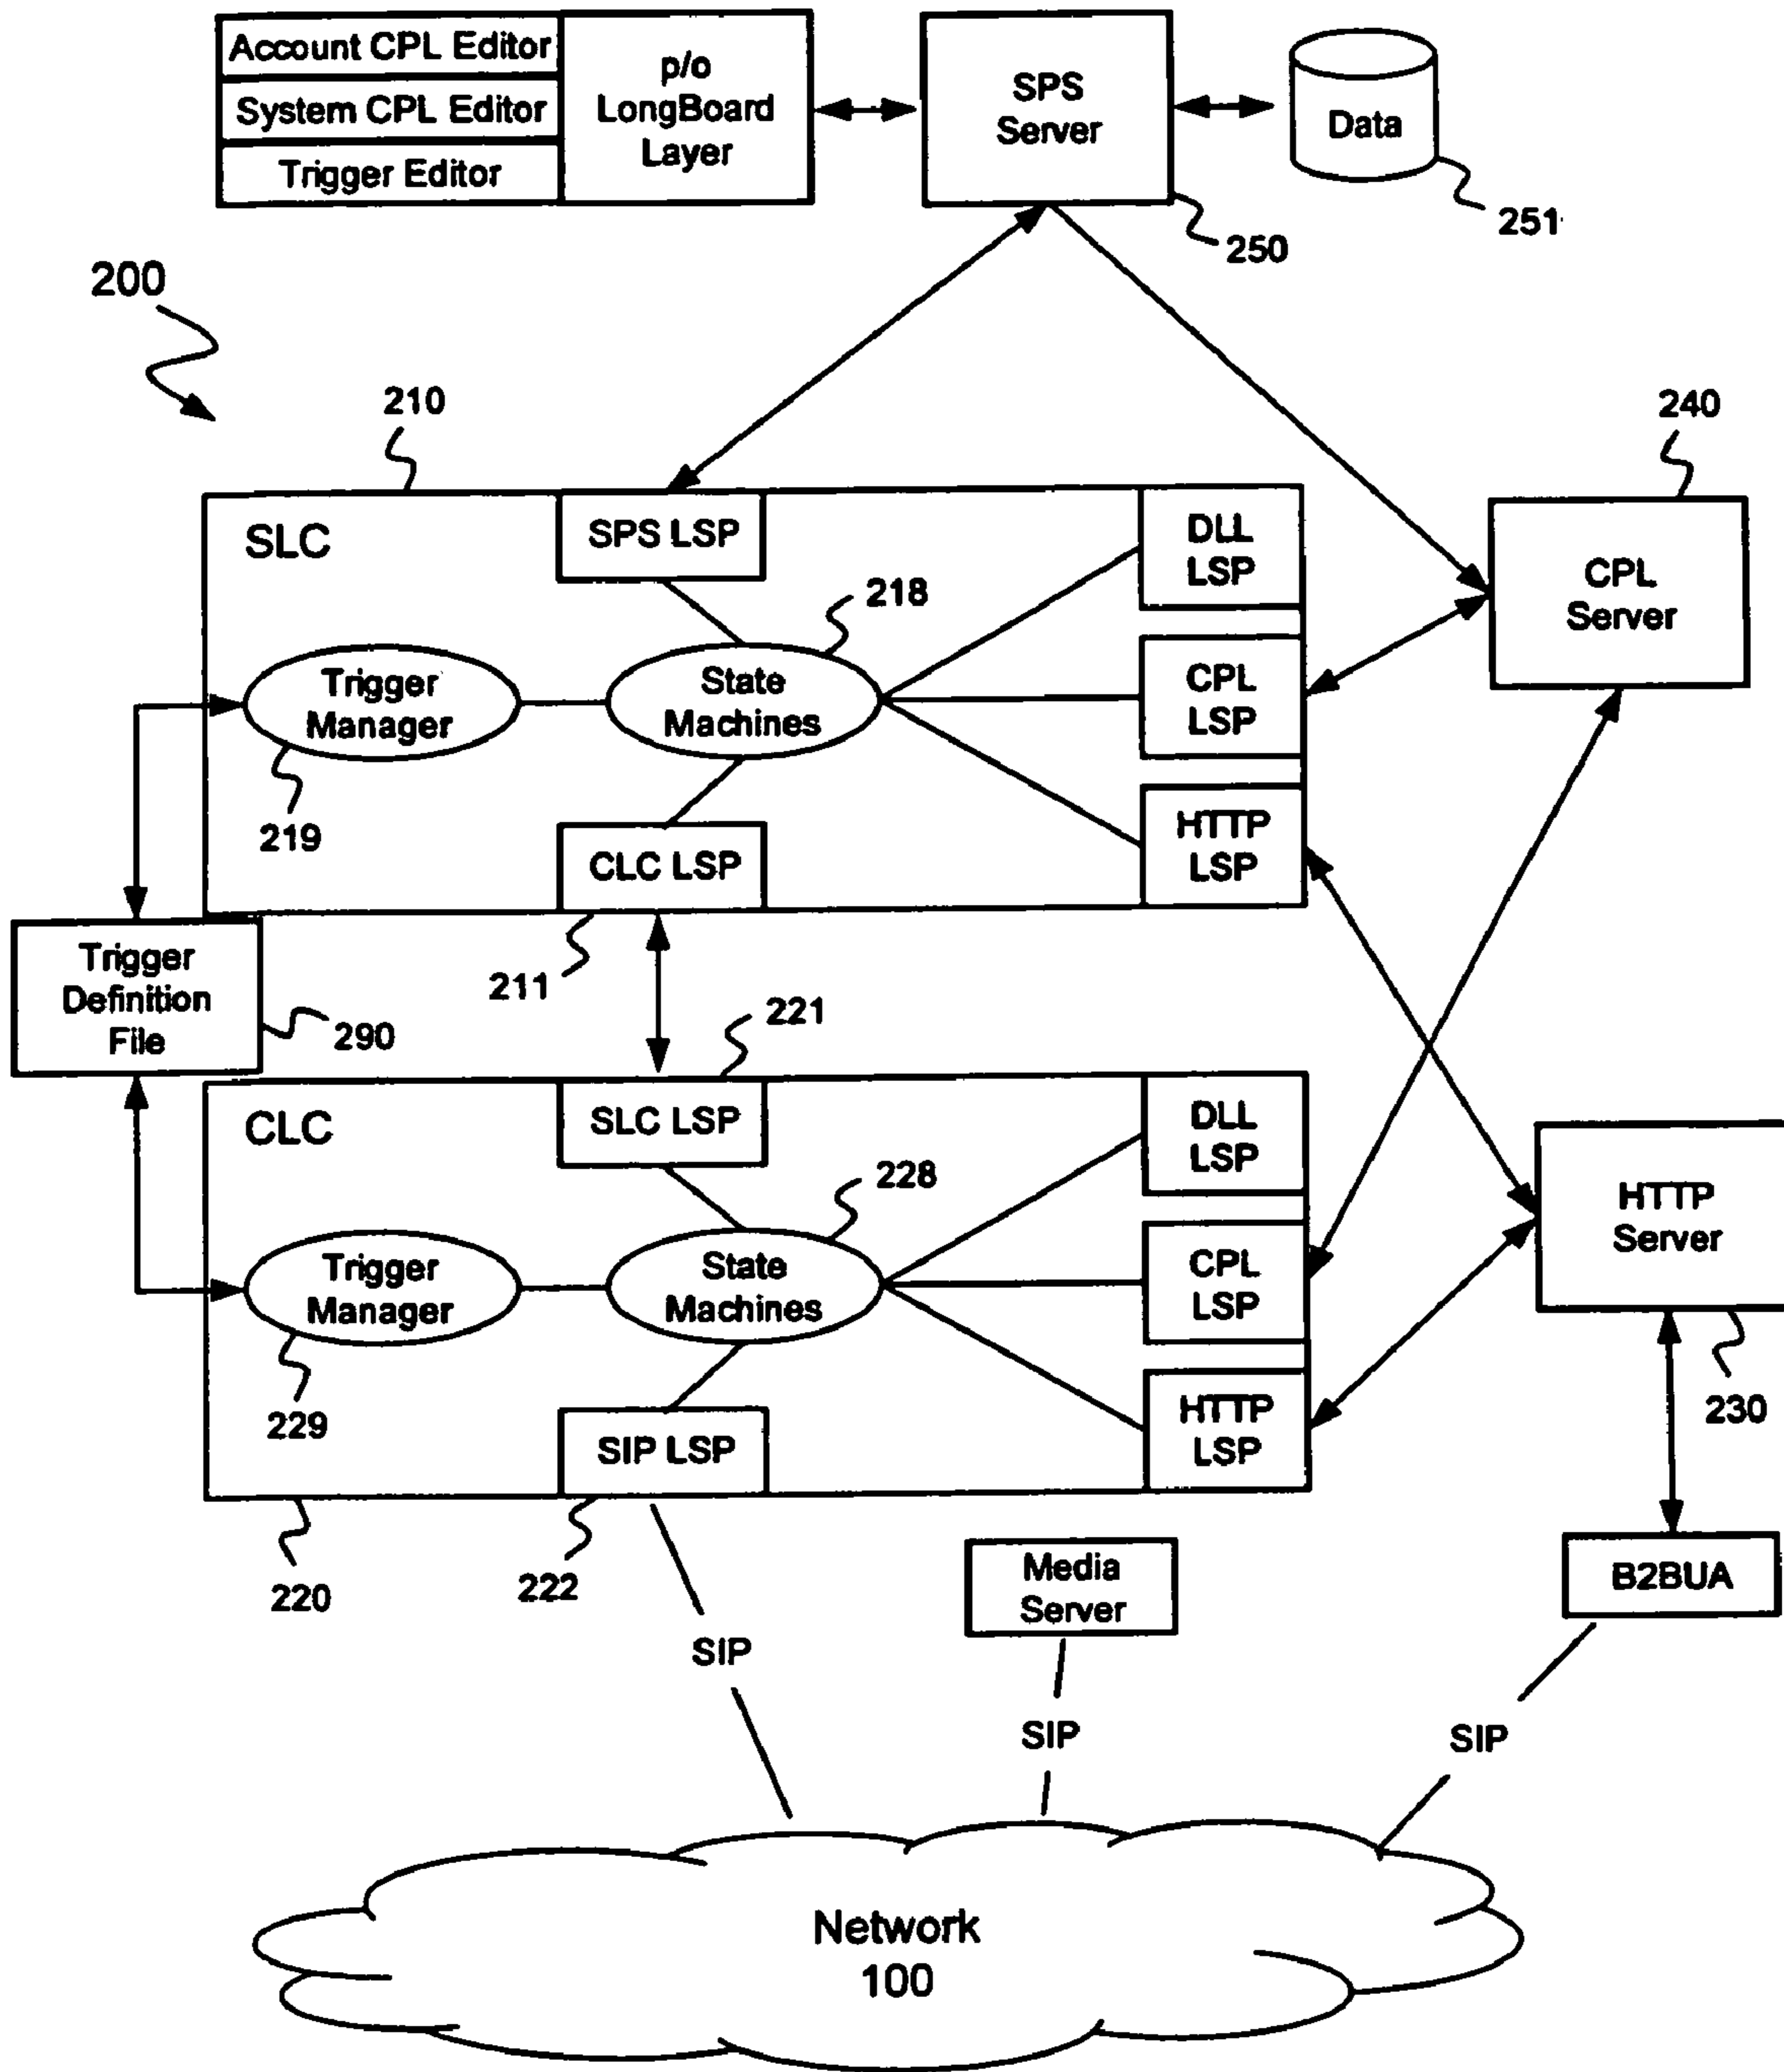 Account CPL Editor
System CPL Editor
Trigger Editor
p/o
LongBoard
Layer
SPS
Server
Data
251
250
200
210
240
SLC
SPS LSP
DLL
LSP
218
CPL
Server
Trigger
Manager
State
Machines
CPL
LSP
219
CLC LSP
HTTP
LSP
211
Trigger
Definition
File
290
221
CLC
SLC LSP
DLL
LSP
228
HTTP
Server
Trigger
Manager
State
Machines
CPL
LSP
229
SIP LSP
HTTP
LSP
230
220
222
Media
Server
B2BUA
SIP
SIP
SIP
Network
100